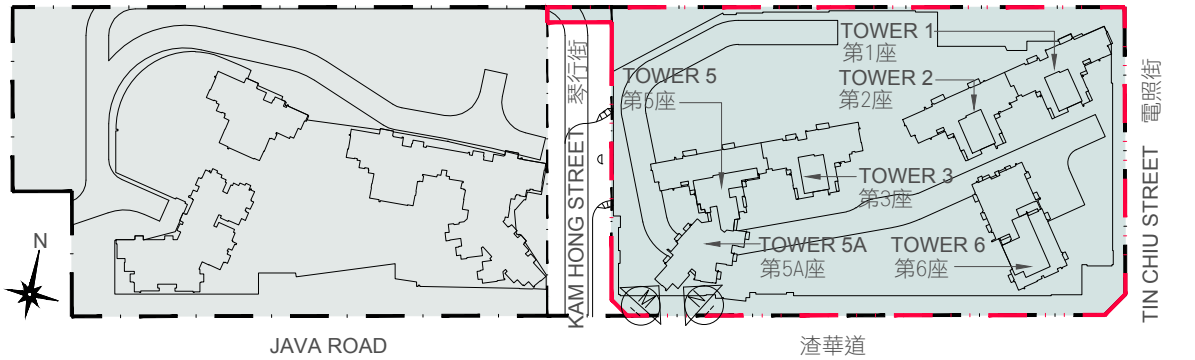 TOWER 1
第1座
TOWER 2
第2座
TOWER 5
第5座
TOWER 3
第3座
TOWER 5A
第5A座
TOWER 6
第6座
琴行街
KAM HONG STREET
電照街
TIN CHIU STREET
N
N
N
JAVA ROAD
渣華道